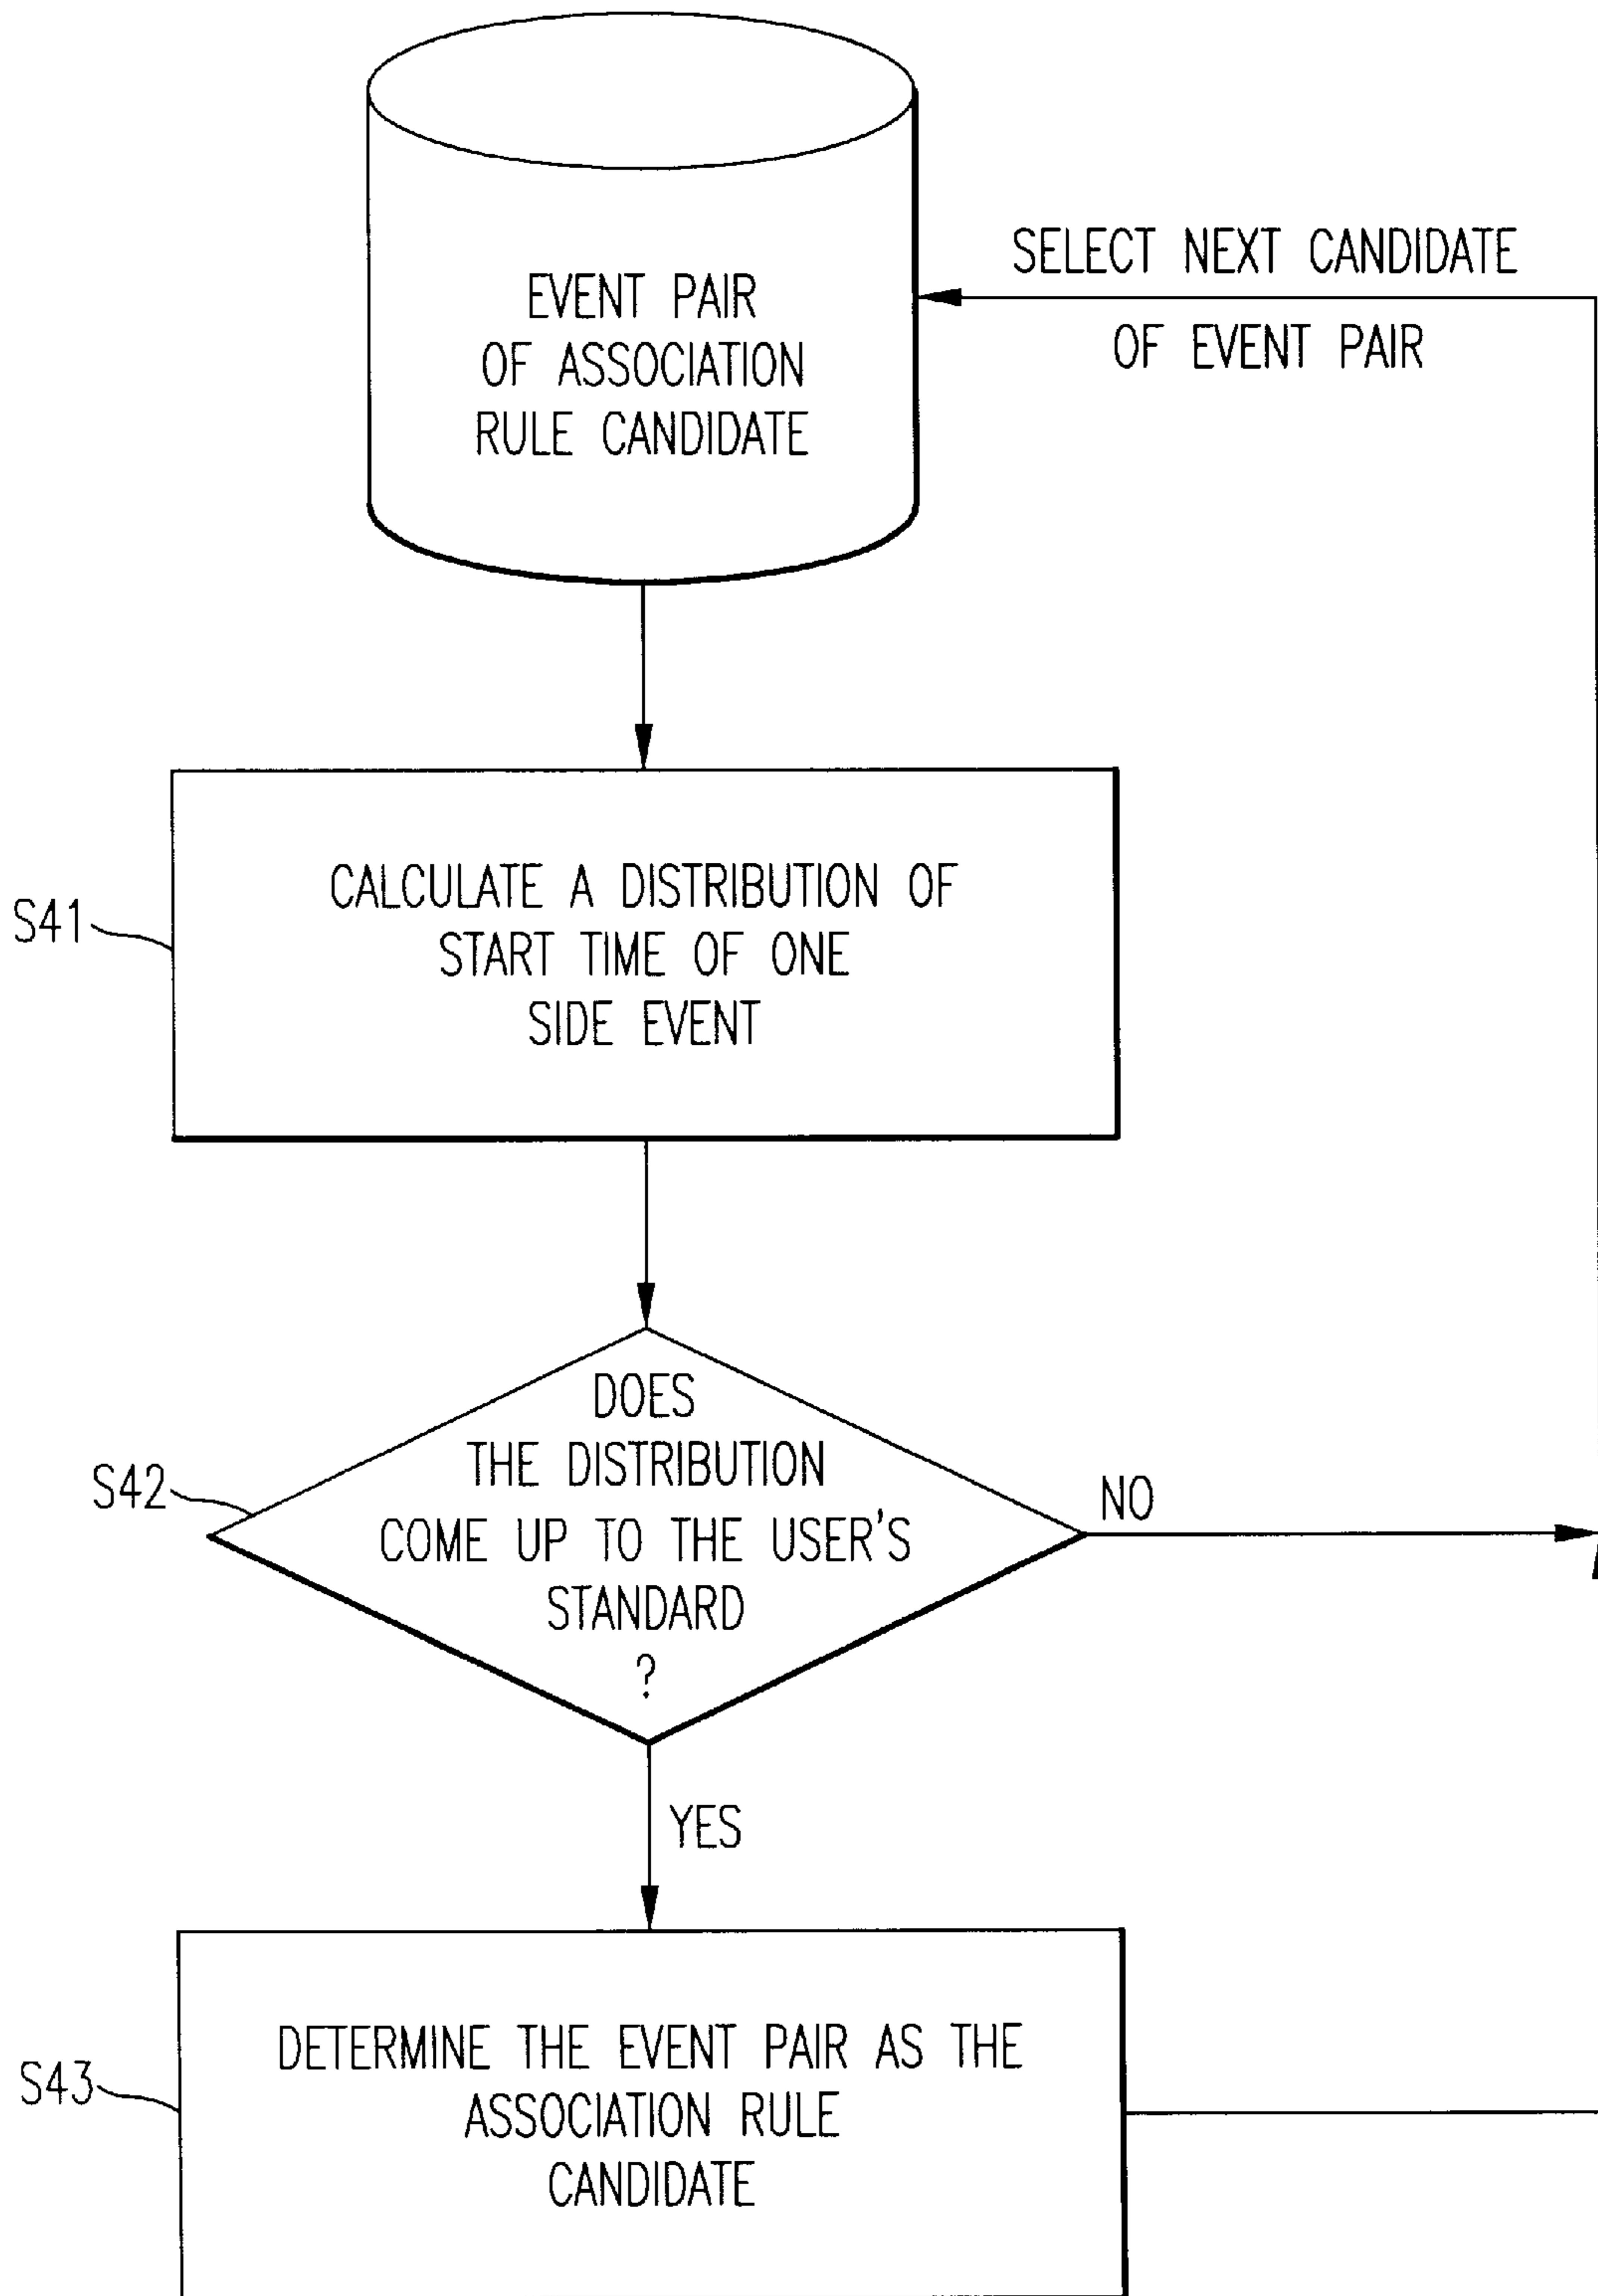 EVENT PAIR
OF ASSOCIATION
RULE CANDIDATE
SELECT NEXT CANDIDATE
OF EVENT PAIR
S41
CALCULATE A DISTRIBUTION OF
START TIME OF ONE
SIDE EVENT
S42
DOES
THE DISTRIBUTION
COME UP TO THE USER'S
STANDARD
?
NO
YES
S43
DETERMINE THE EVENT PAIR AS THE
ASSOCIATION RULE
CANDIDATE